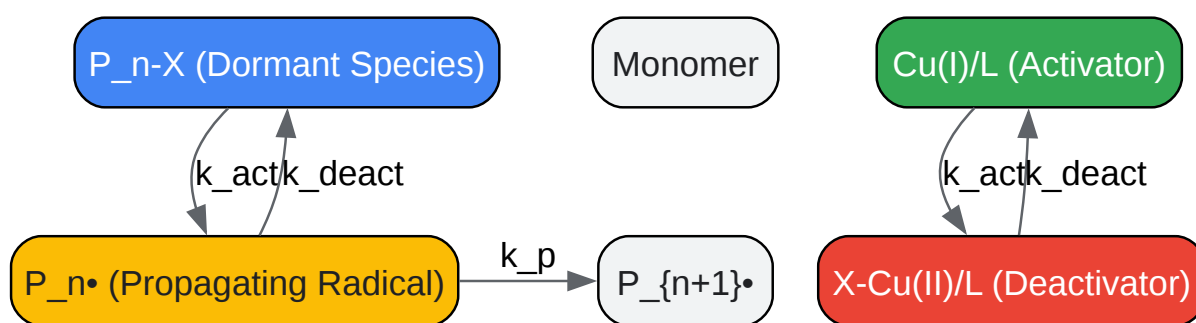 P_n-X (Dormant Species)
Monomer
Cu(I)/L (Activator)
k_act
k_deact
k_act
k_deact
P_n• (Propagating Radical)
k_p
P_{n+1}•
X-Cu(II)/L (Deactivator)